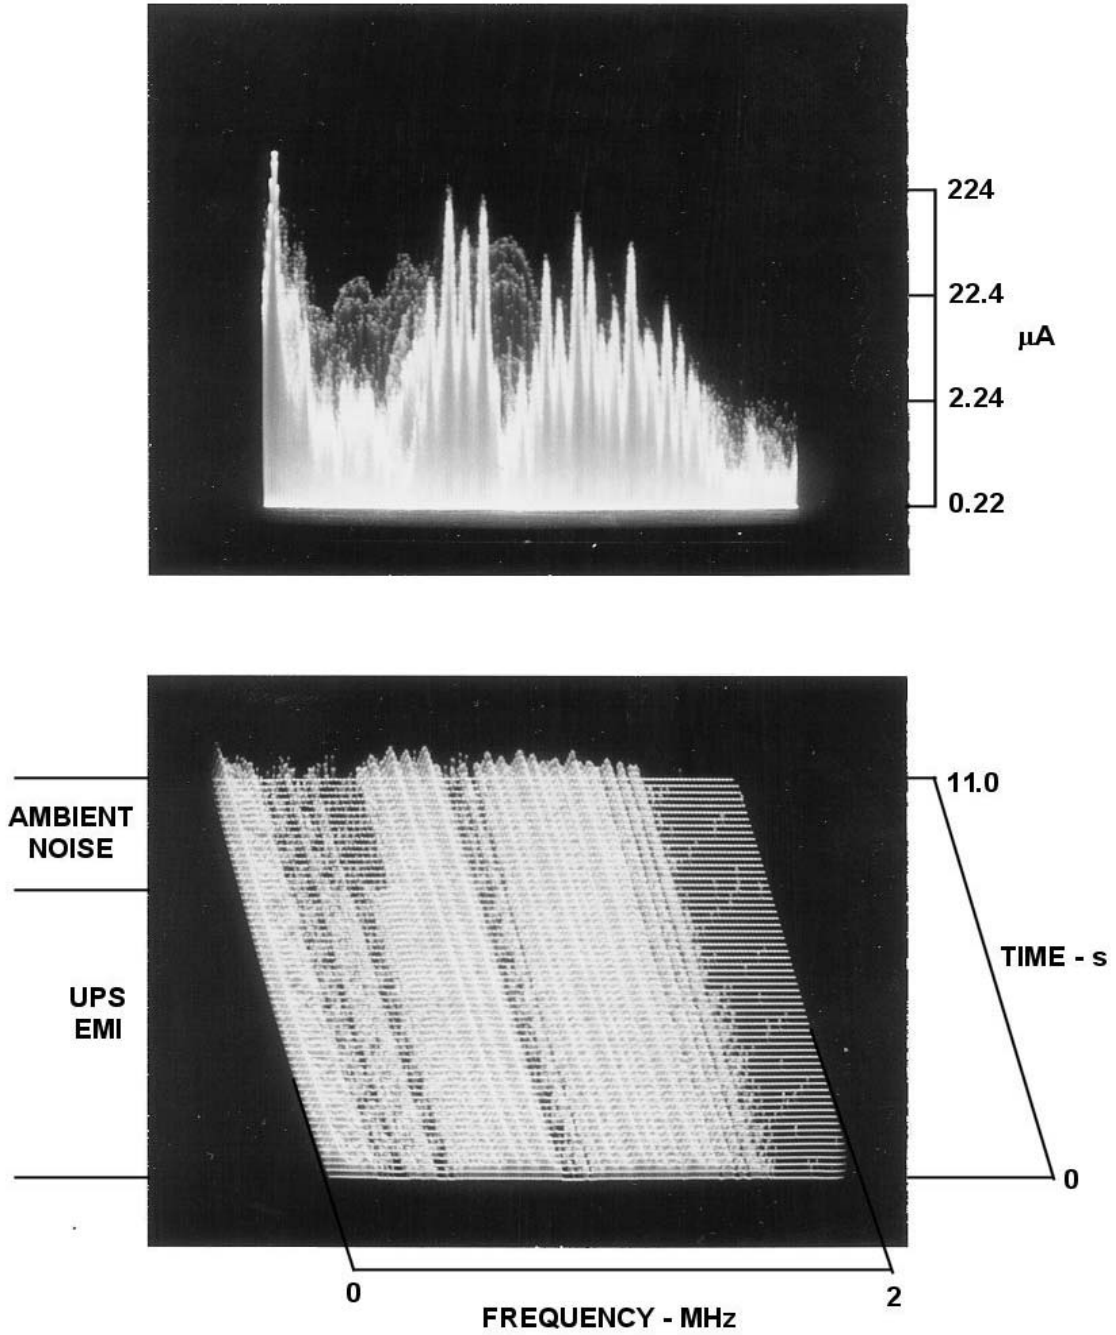 224
22.4
μA
2.24
0.22
11.0
AMBIENT
NOISE
TIME - s
UPS
EMI
0
0
2
FREQUENCY - MHz